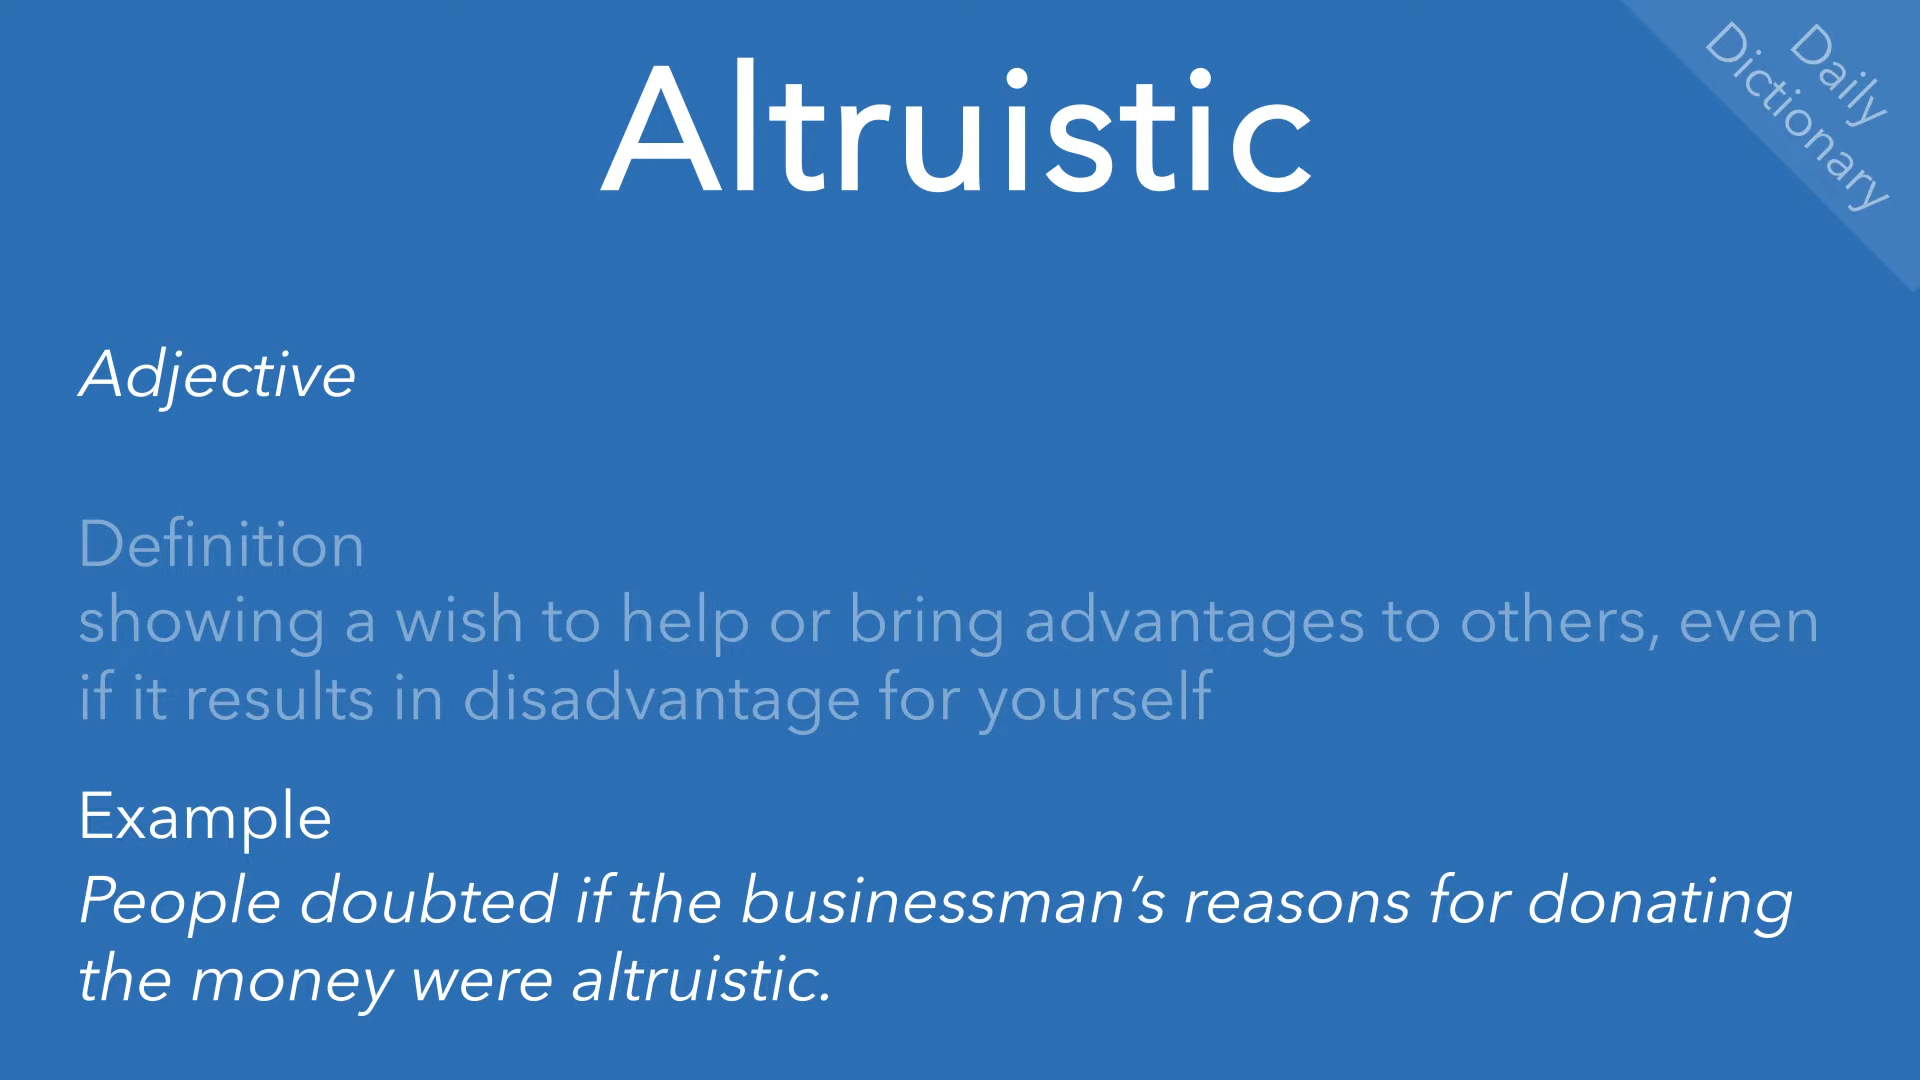 Altruistic
Daily
Dictionary
Adjective
Definition
showing a wish to help or bring advantages to others, even
if it results in disadvantage for yourself
Example
People doubted if the businessman’s reasons for donating
the money were altruistic.